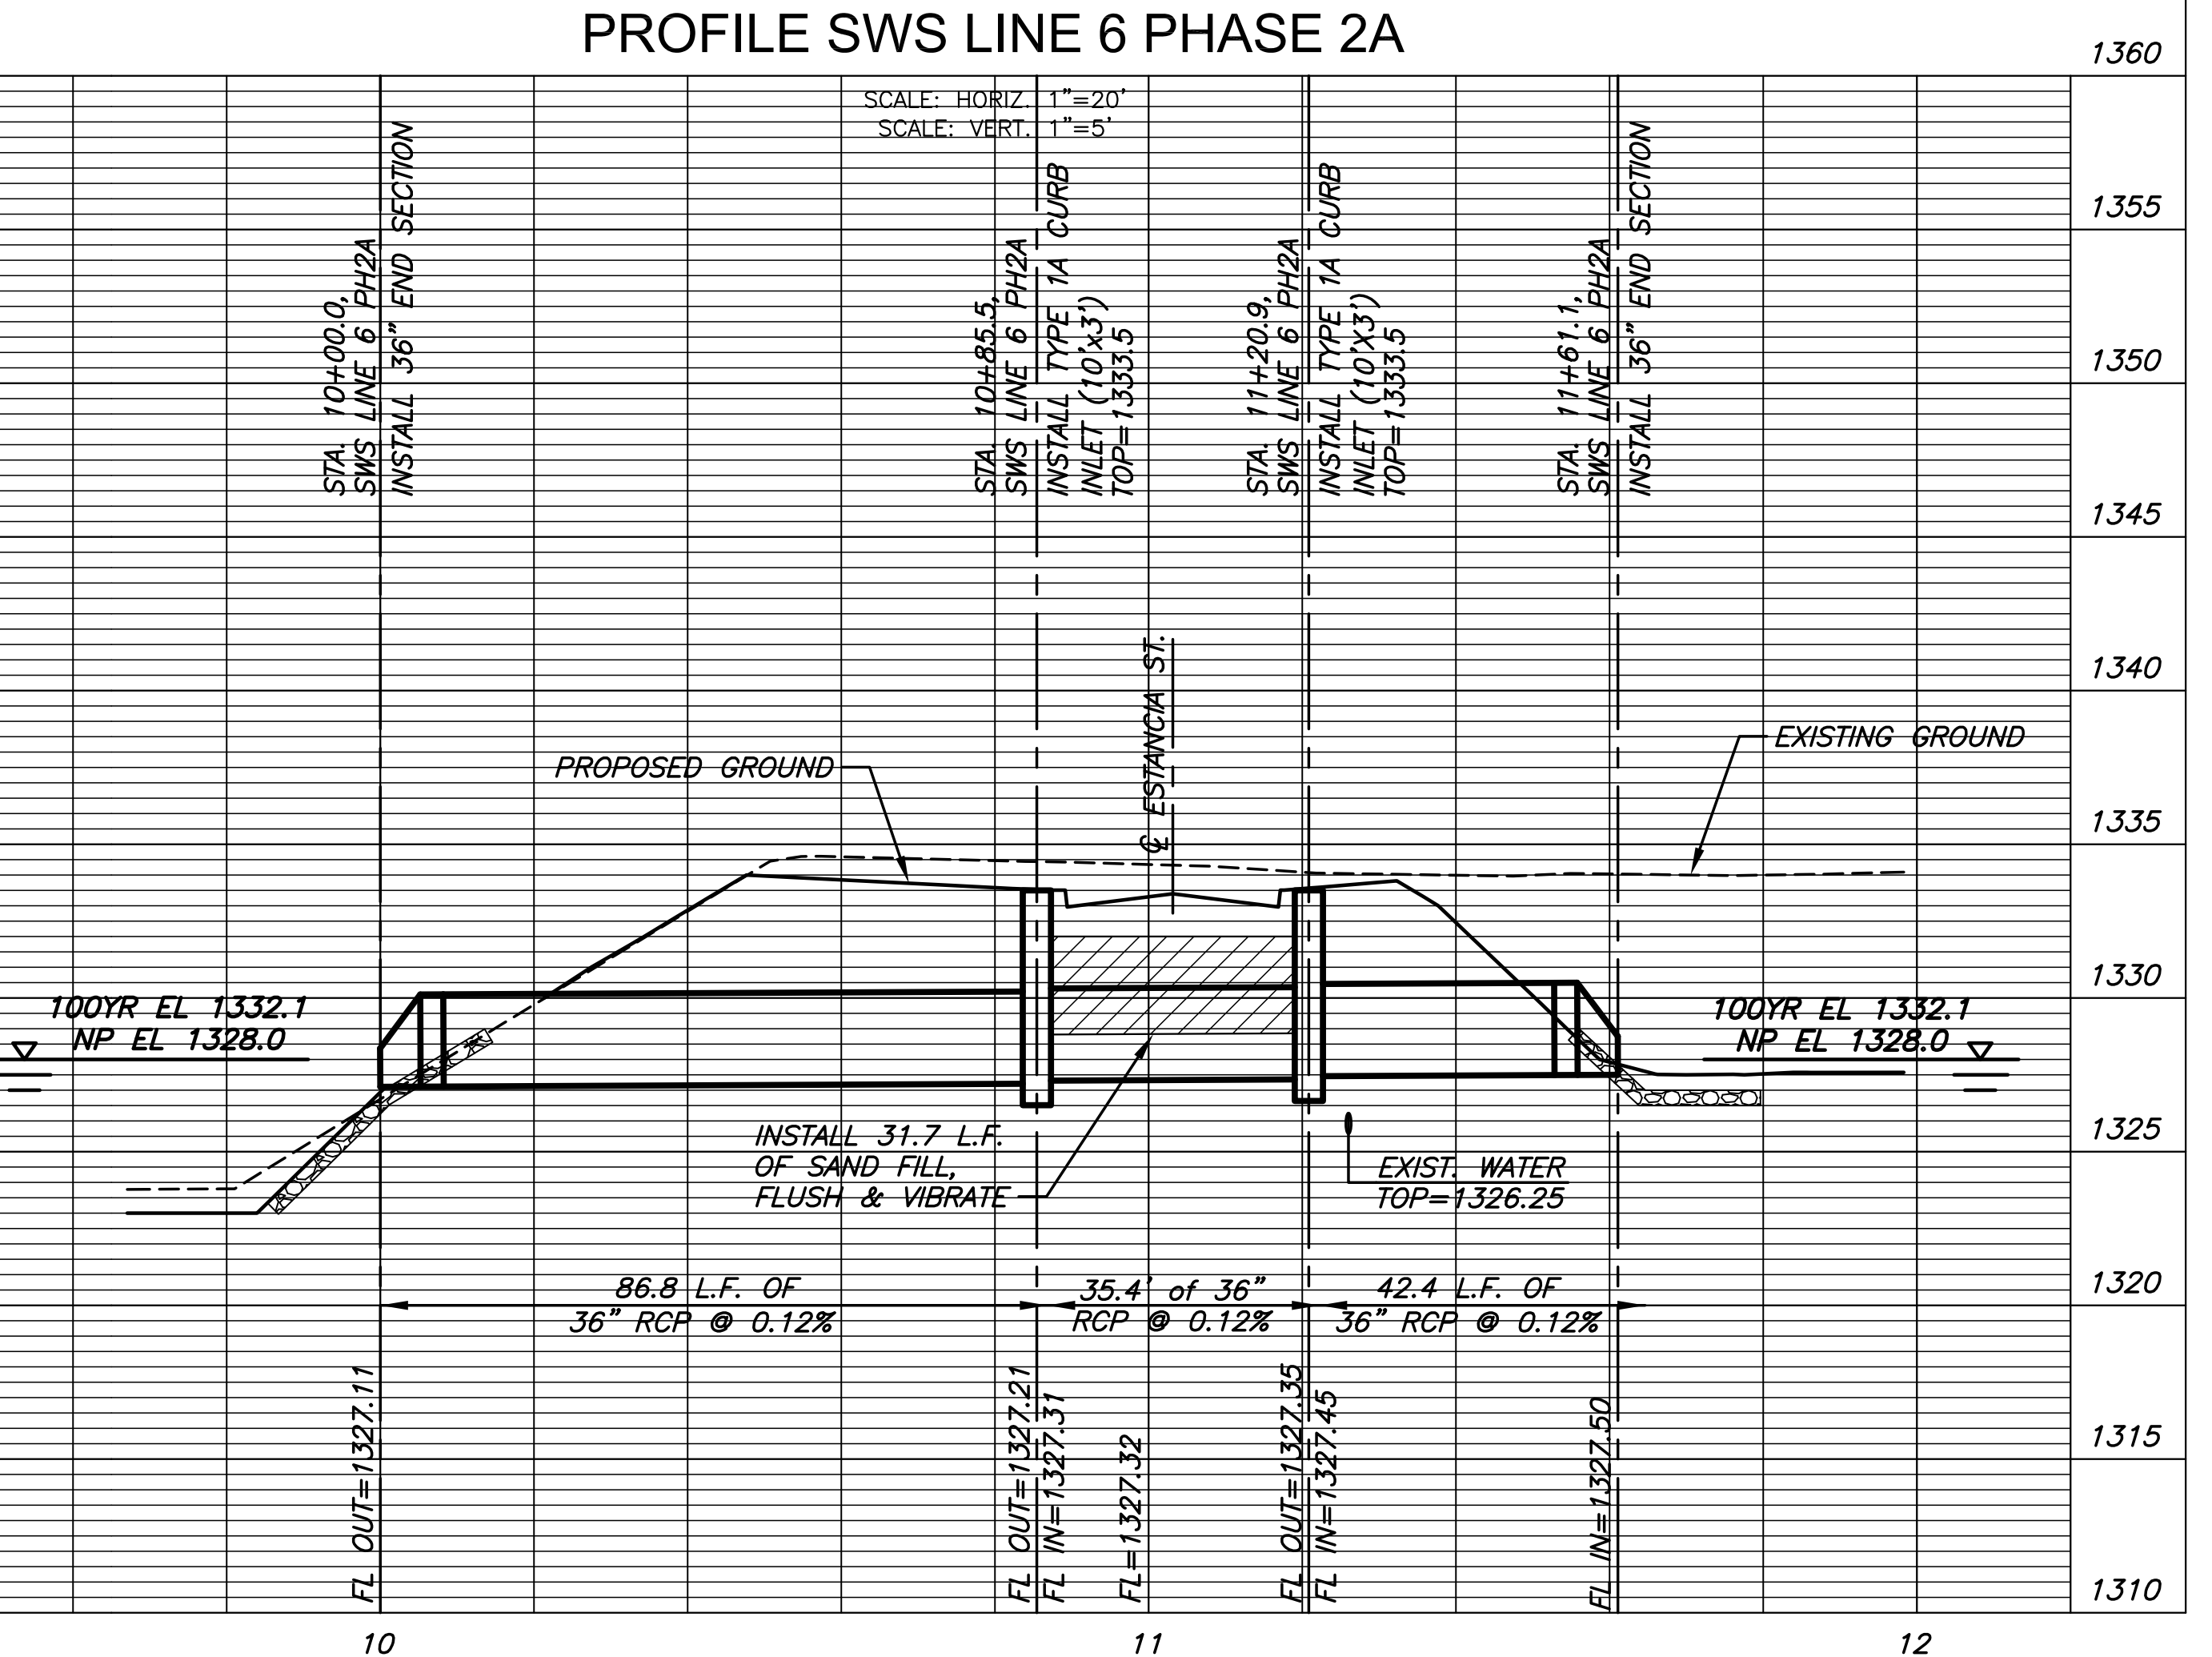 PROFILE SWS LINE 6 PHASE 2A
SCALE: HORIZ. 1"=20'
SCALE: VERT. 1"=5'
1360
1355
1350
1345
1340
1335
1330
1325
1320
1315
1310
STA. 10+00.0,
SWS LINE 6 PH2A
INSTALL 36" END SECTION
STA. 10+85.5,
SWS LINE 6 PH2A
INSTALL TYPE 1A CURB
INLET (10'x3')
TOP=1333.5
STA. 11+20.9,
SWS LINE 6 PH2A
INSTALL TYPE 1A CURB
INLET (10'X3')
TOP=1333.5
STA. 11+61.1,
SWS LINE 6 PH2A
INSTALL 36" END SECTION
℄ ESTANCIA ST.
PROPOSED GROUND
EXISTING GROUND
100YR EL 1332.1
NP EL 1328.0
100YR EL 1332.1
NP EL 1328.0
INSTALL 31.7 L.F.
OF SAND FILL,
FLUSH & VIBRATE
EXIST. WATER
TOP=1326.25
86.8 L.F. OF
36" RCP @ 0.12%
35.4' of 36"
RCP @ 0.12%
42.4 L.F. OF
36" RCP @ 0.12%
FL OUT=1327.11
FL OUT=1327.21
FL IN=1327.31
FL=1327.32
FL OUT=1327.35
FL IN=1327.45
FL IN=1327.50
10
11
12